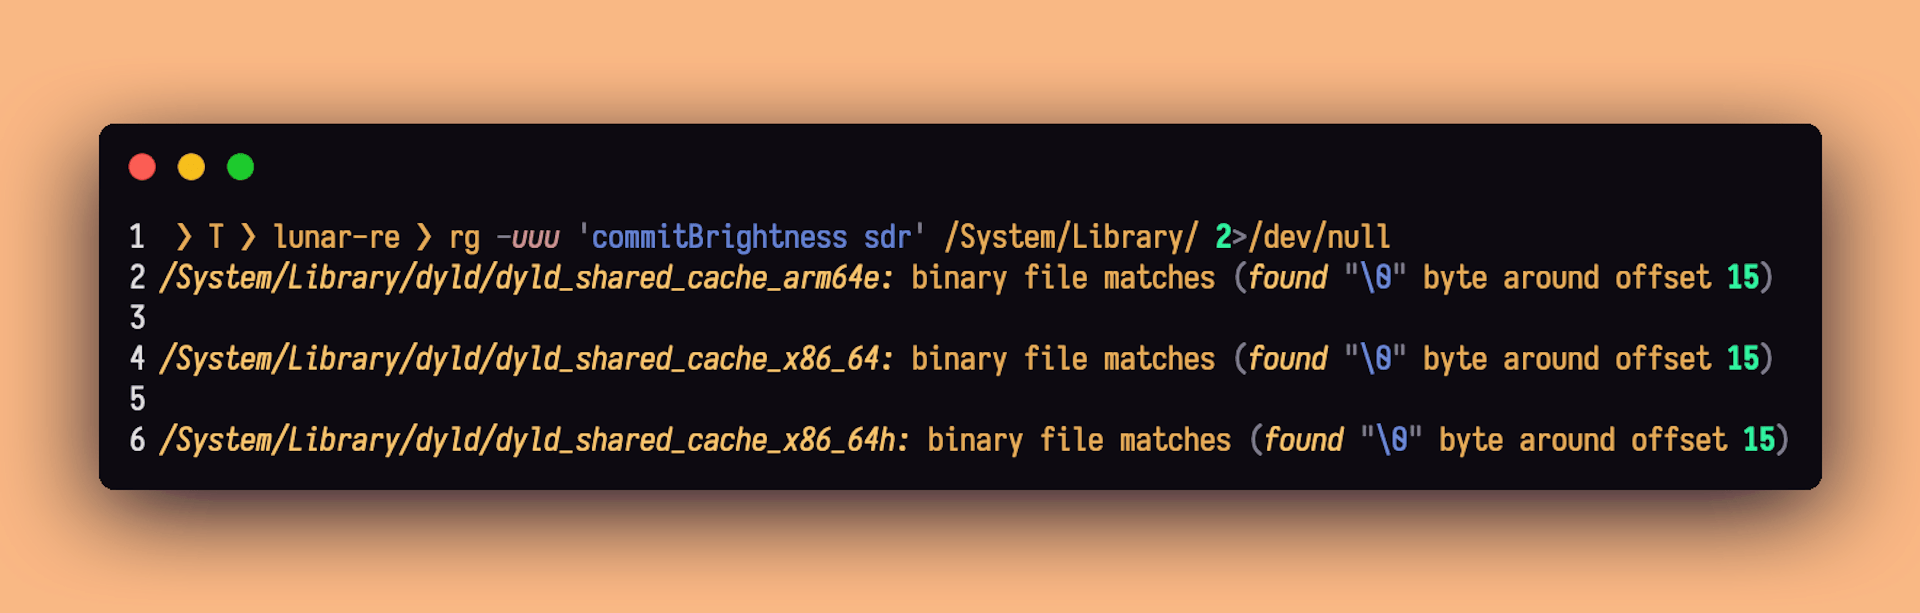 1 ❯ T ❯ lunar-re ❯ rg -uuu 'commitBrightness sdr' /System/Library/ 2>/dev/null
2 /System/Library/dyld/dyld_shared_cache_arm64e: binary file matches (found "\0" byte around offset 15)
3
4 /System/Library/dyld/dyld_shared_cache_x86_64: binary file matches (found "\0" byte around offset 15)
5
6 /System/Library/dyld/dyld_shared_cache_x86_64h: binary file matches (found "\0" byte around offset 15)